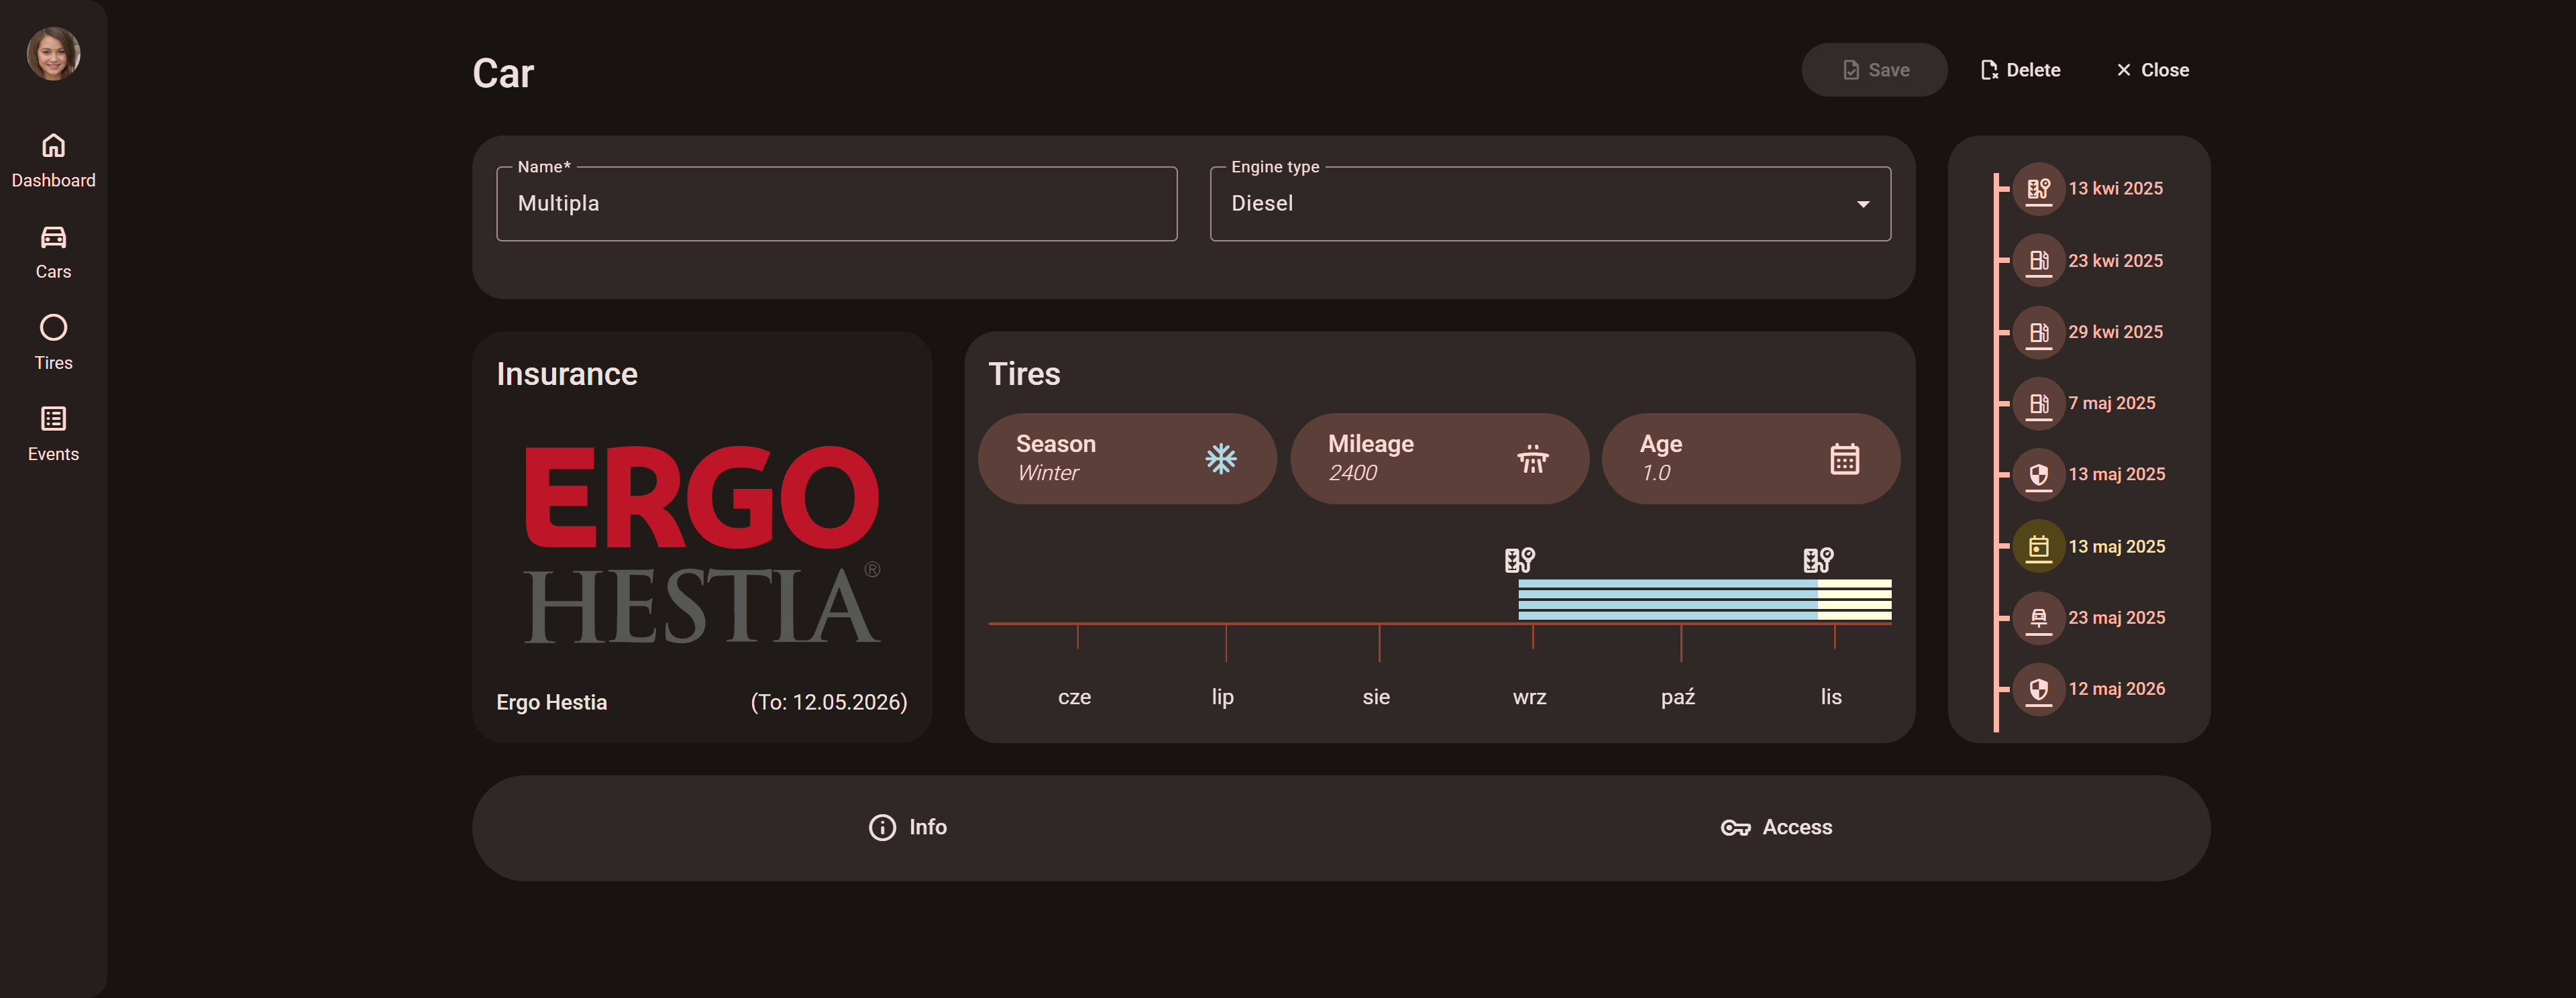 Car
Save
Delete
Close
Dashboard
Cars
Tires
Events
Name*
Multipla
Engine type
Diesel
Insurance
ERGO
HESTIA®
Ergo Hestia
(To: 12.05.2026)
Tires
Season
Winter
Mileage
2400
Age
1.0
cze
lip
sie
wrz
paź
lis
13 kwi 2025
23 kwi 2025
29 kwi 2025
7 maj 2025
13 maj 2025
13 maj 2025
23 maj 2025
12 maj 2026
Info
Access